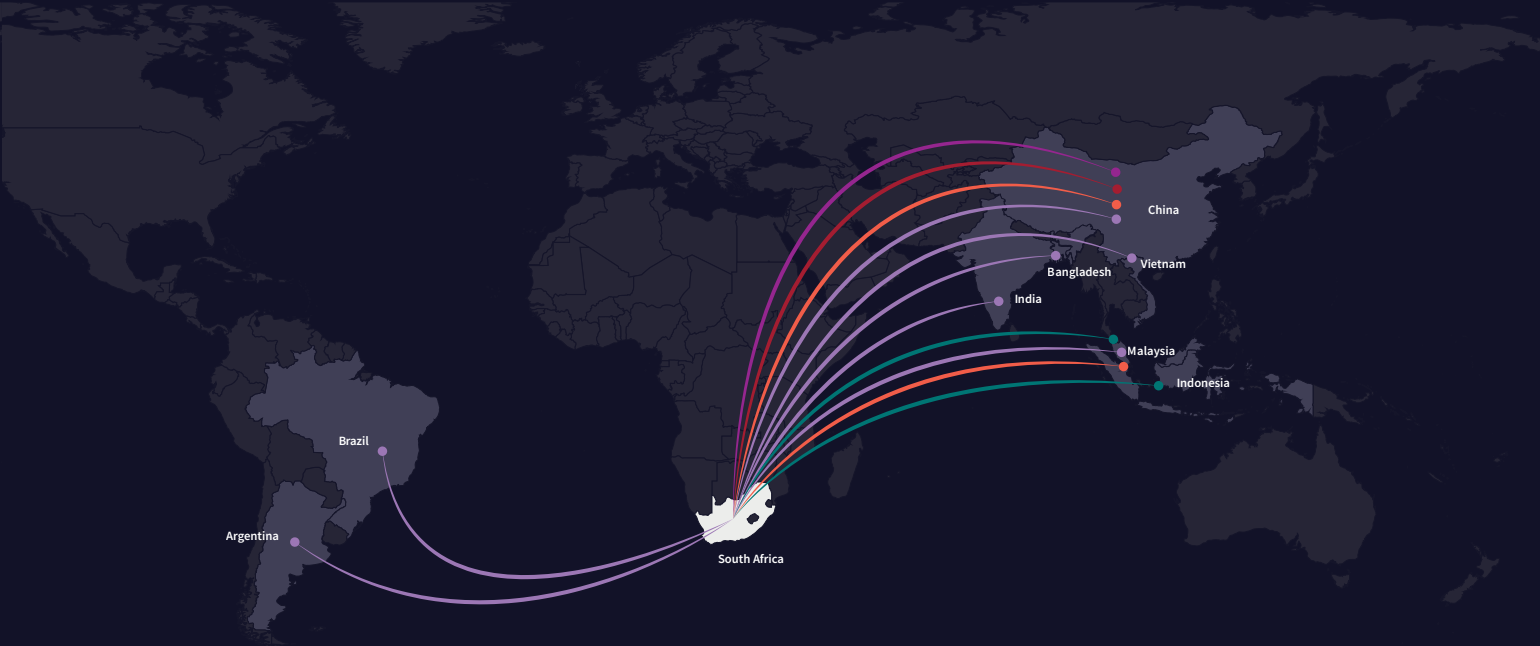 China
Vietnam
Bangladesh
India
Malaysia
Indonesia
Brazil
Argentina
South Africa